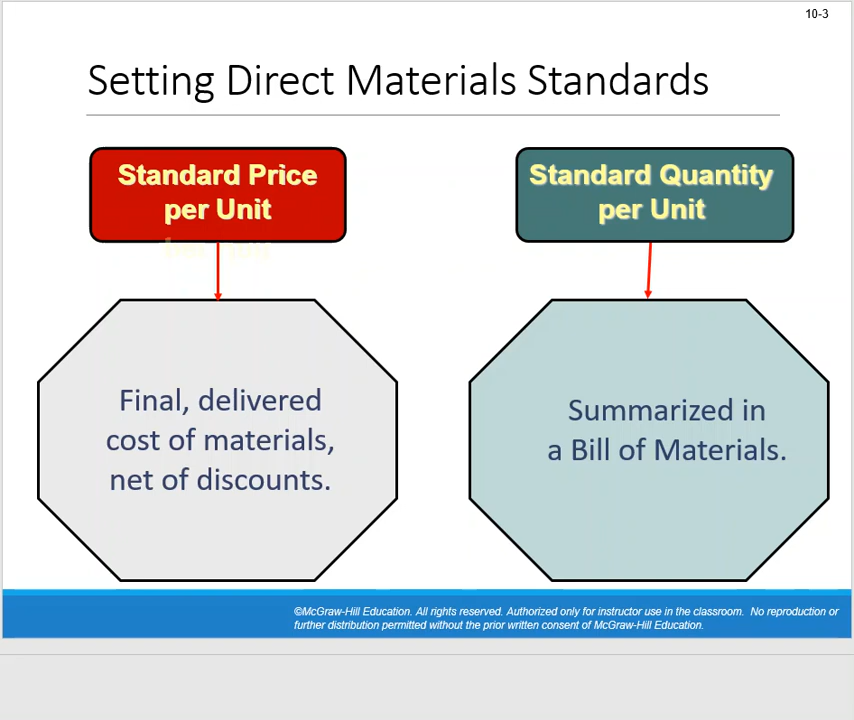 10-3
Setting Direct Materials Standards
Standard Price
per Unit
Standard Quantity
per Unit
Final, delivered
cost of materials,
net of discounts.
Summarized in
a Bill of Materials.
©McGraw-Hill Education. All rights reserved. Authorized only for instructor use in the classroom. No reproduction or
further distribution permitted without the prior written consent of McGraw-Hill Education.